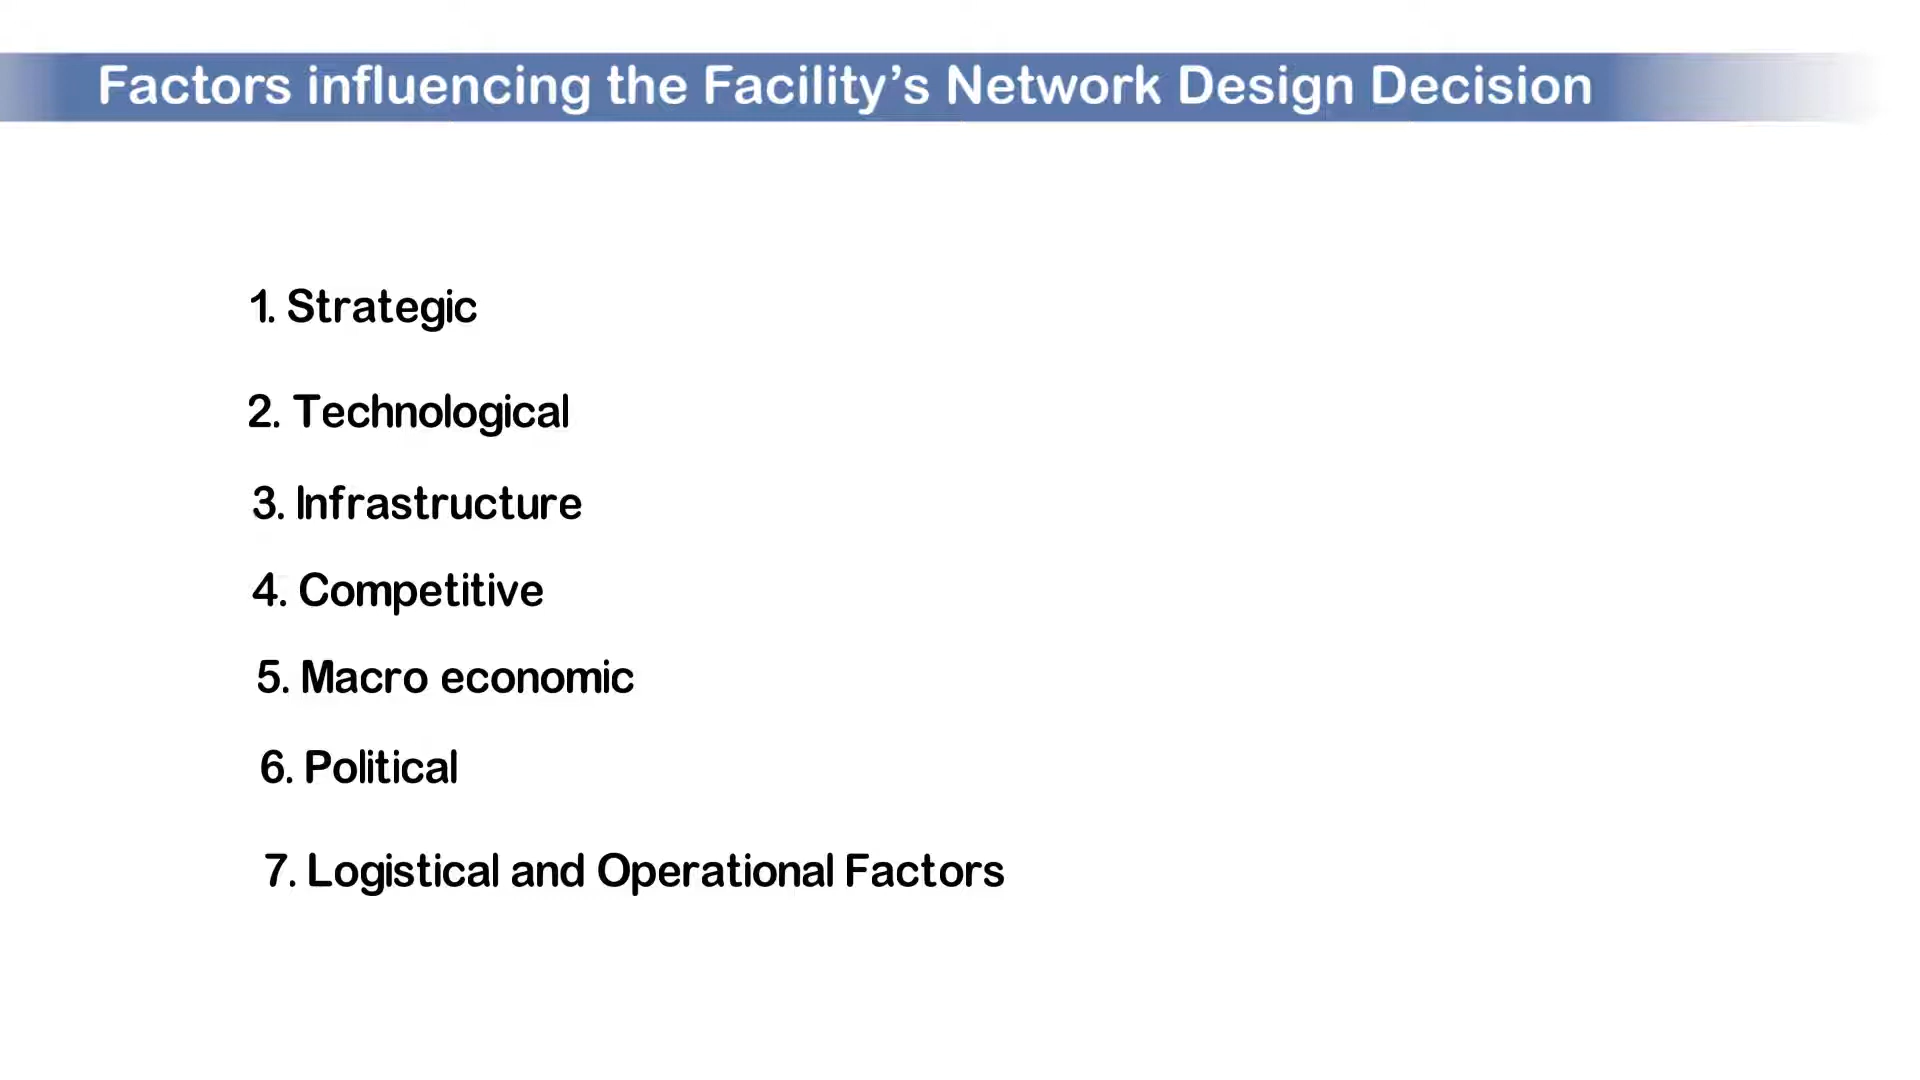 Factors influencing the Facility’s Network Design Decision
1. Strategic
2. Technological
3. Infrastructure
4. Competitive
5. Macro economic
6. Political
7. Logistical and Operational Factors